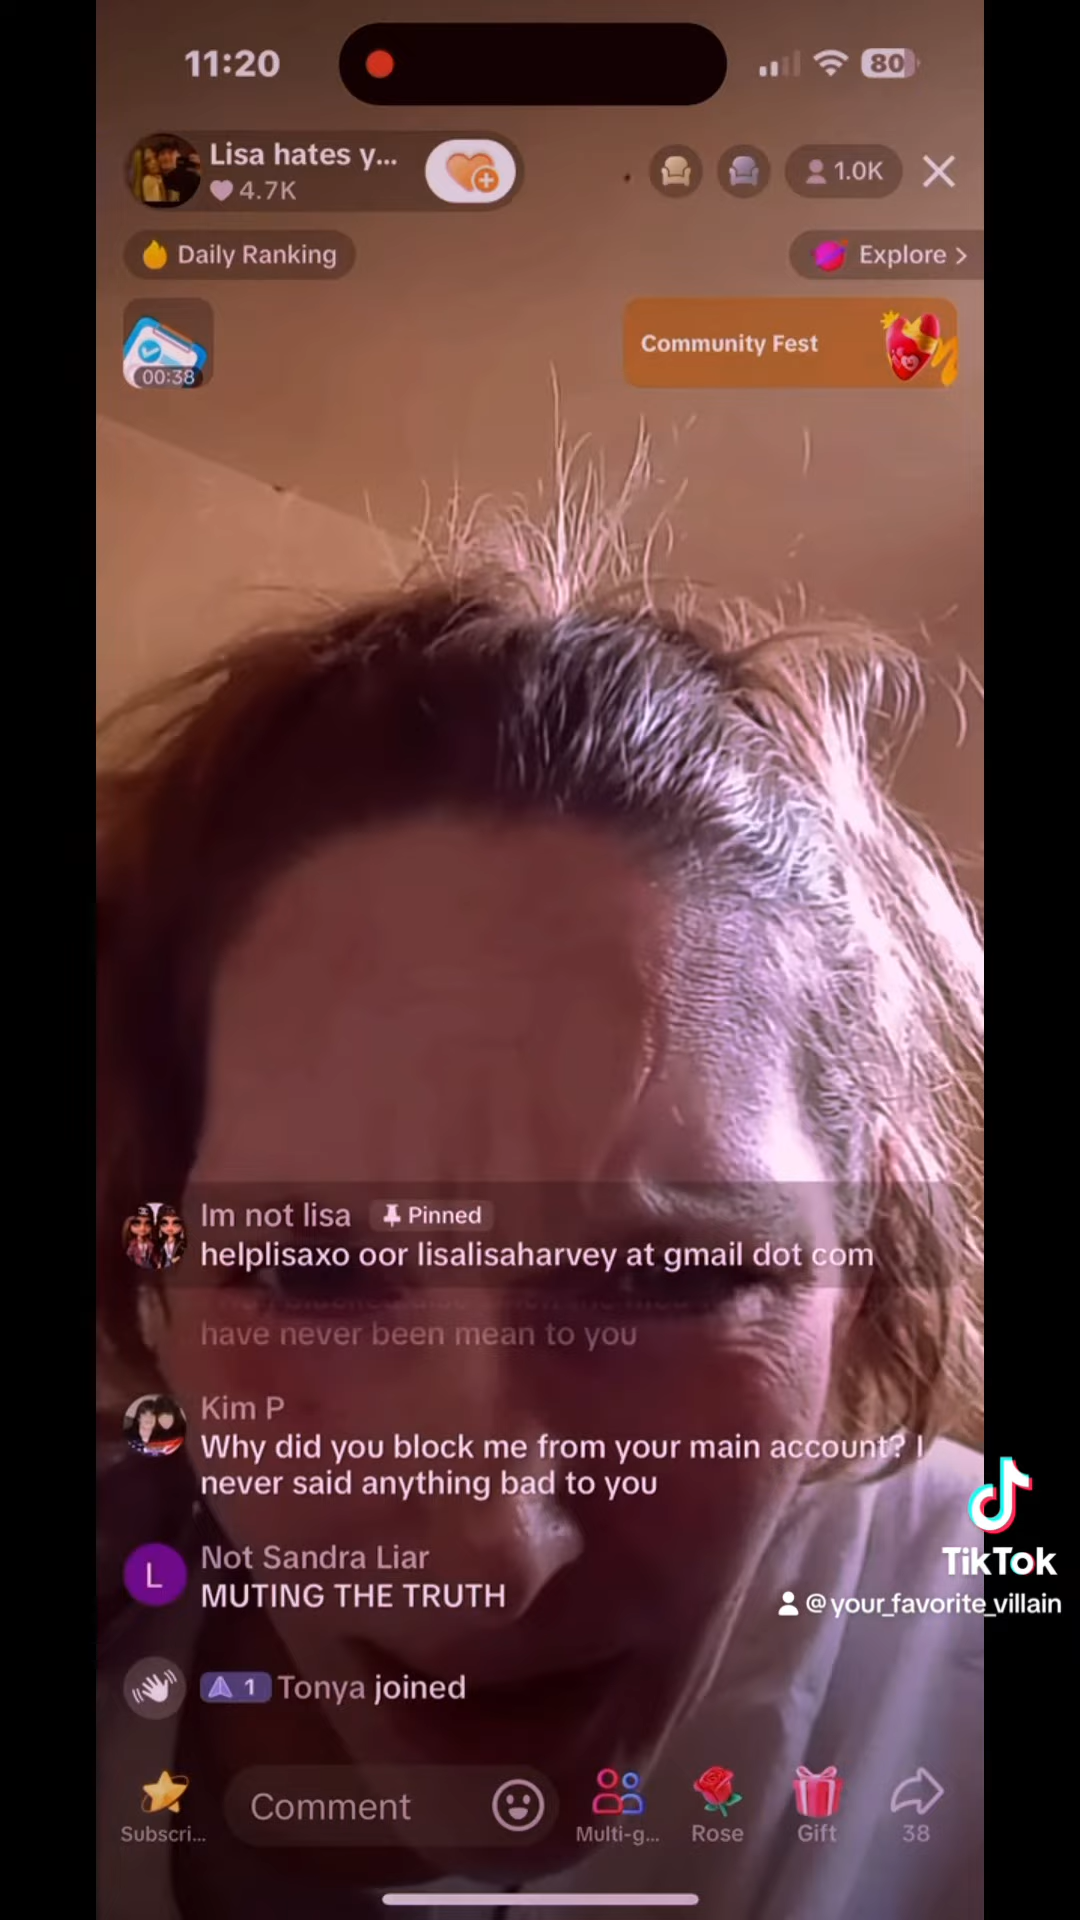 11:20
80
Lisa hates y...
4.7K
1.0K
Daily Ranking
Explore >
00:38
Community Fest
Im not lisa Pinned
helplisaxo oor lisalisaharvey at gmail dot com
have never been mean to you
Kim P
Why did you block me from your main account? I
never said anything bad to you
Not Sandra Liar
L
MUTING THE TRUTH
TikTok
@your_favorite_villain
1 Tonya joined
Comment
Subscri...
Multi-g...
Rose
Gift
38